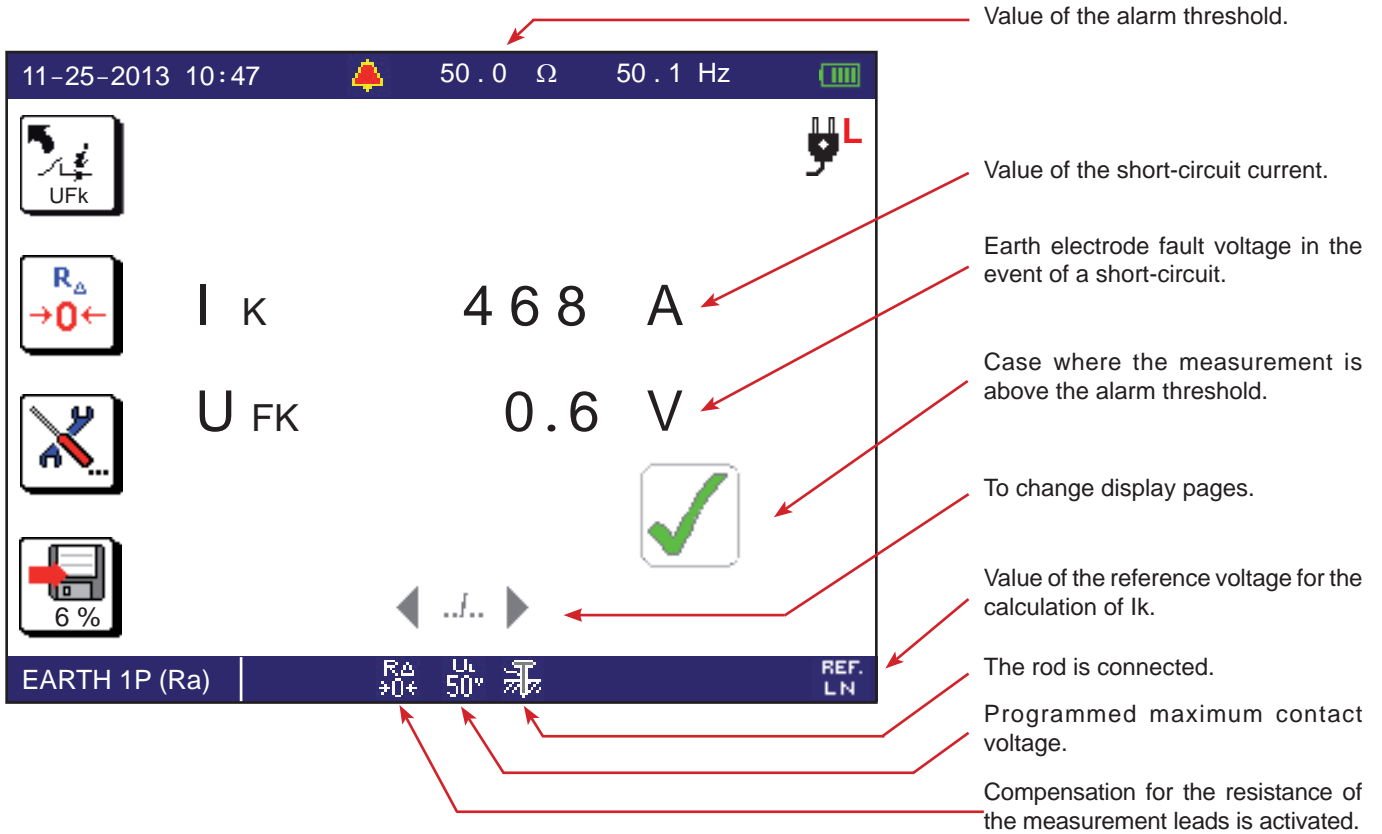 Value of the alarm threshold.
11-25-2013 10:47 50.0 Ω 50.1 Hz
L
UFk
Value of the short-circuit current.
Earth electrode fault voltage in the
event of a short-circuit.
RΔ
→0←
I K 468 A
Case where the measurement is
above the alarm threshold.
U FK 0.6 V
...
To change display pages.
6 %
../..
Value of the reference voltage for the
calculation of Ik.
EARTH 1P (Ra)
RΔ
→0←
UL
50V
REF.
LN
The rod is connected.
Programmed maximum contact
voltage.
Compensation for the resistance of
the measurement leads is activated.